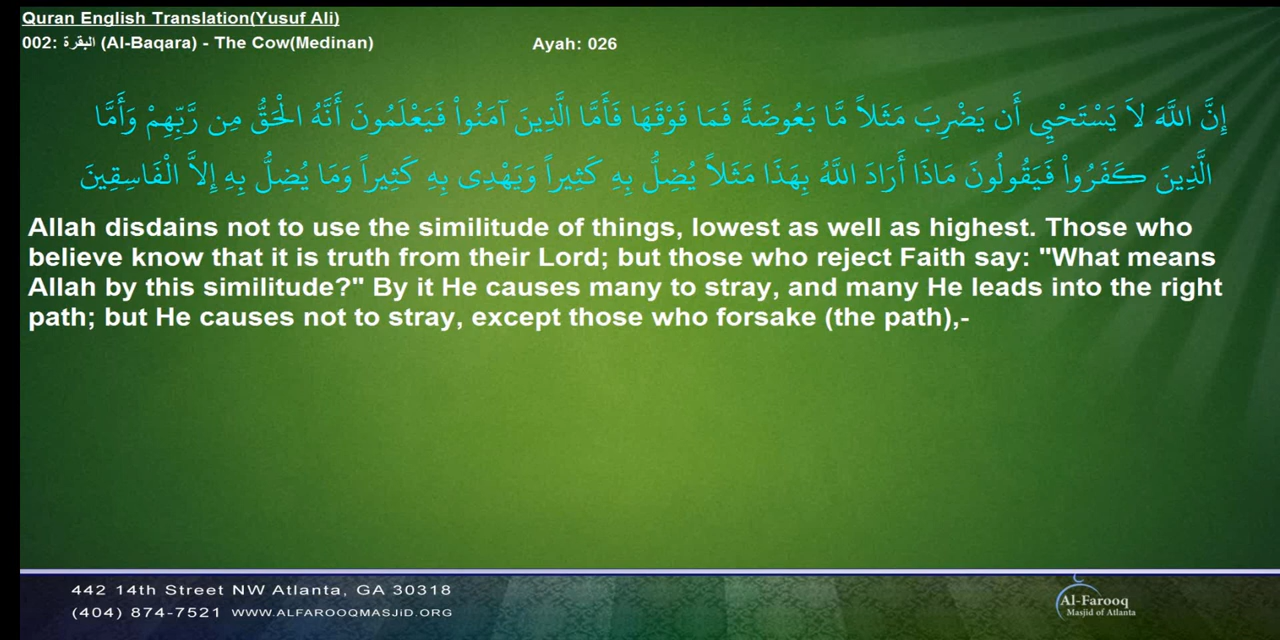 Quran English Translation(Yusuf Ali)
002: البقرة (Al-Baqara) - The Cow(Medinan)
Ayah: 026
إِنَّ اللَّهَ لاَ يَسْتَحْيِي أَن يَضْرِبَ مَثَلاً مَّا بَعُوضَةً فَمَا فَوْقَهَا فَأَمَّا الَّذِينَ آمَنُواْ فَيَعْلَمُونَ أَنَّهُ الْحَقُّ مِن رَّبِّهِمْ وَأَمَّا
الَّذِينَ كَفَرُواْ فَيَقُولُونَ مَاذَا أَرَادَ اللَّهُ بِهَذَا مَثَلاً يُضِلُّ بِهِ كَثِيراً وَيَهْدِى بِهِ كَثِيراً وَمَا يُضِلُّ بِهِ إِلاَّ الْفَاسِقِينَ
Allah disdains not to use the similitude of things, lowest as well as highest. Those who
believe know that it is truth from their Lord; but those who reject Faith say: "What means
Allah by this similitude?" By it He causes many to stray, and many He leads into the right
path; but He causes not to stray, except those who forsake (the path),-
442 14th Street NW Atlanta, GA 30318
(404) 874-7521 WWW.ALFAROOQMASJiD.ORG
Al-Farooq
Masjid of Atlanta